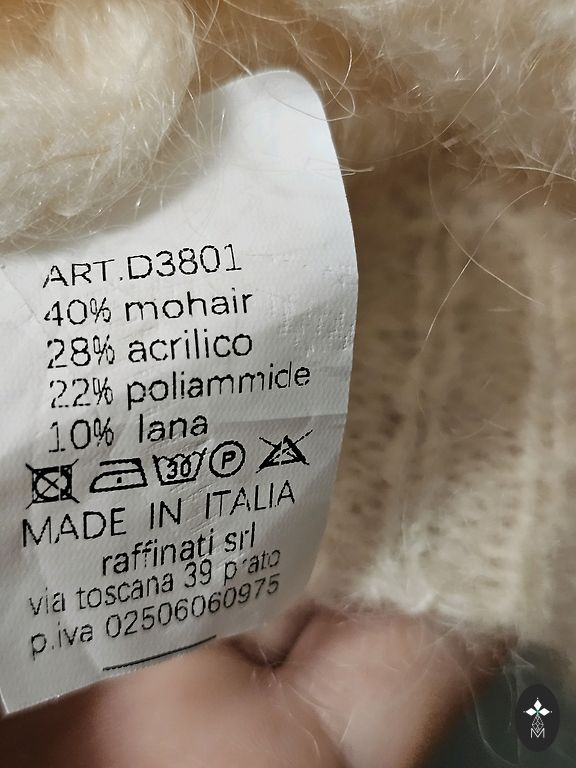 ART.D3801
40% mohair
28% acrilico
22% poliammide
10% lana
30 P
MADE IN ITALIA
raffinati srl
via toscana 39 prato
p.iva 02506060975
M